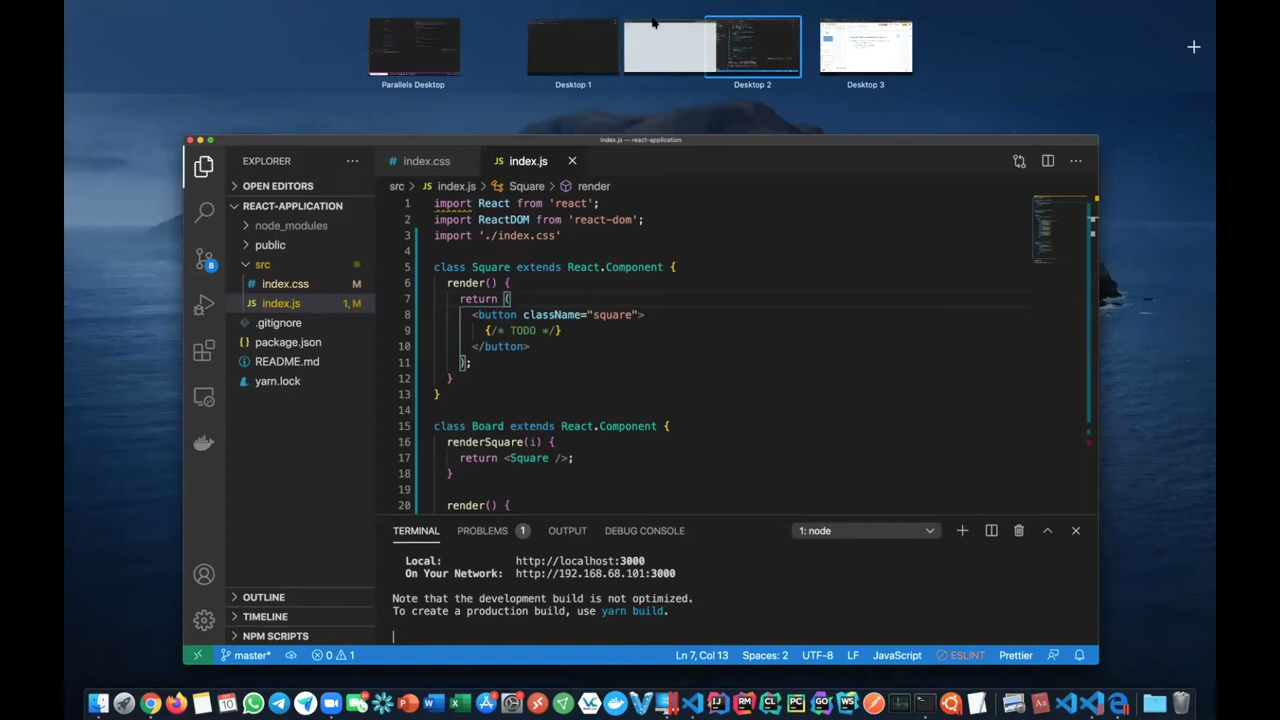 Parallels Desktop
Desktop 1
Desktop 2
Desktop 3
index.js — react-application
EXPLORER
OPEN EDITORS
REACT-APPLICATION
node_modules
public
src
index.css M
index.js 1, M
.gitignore
package.json
README.md
yarn.lock
OUTLINE
TIMELINE
NPM SCRIPTS
# index.css
JS index.js
src > JS index.js > Square > render
1 import React from 'react';
2 import ReactDOM from 'react-dom';
3 import './index.css'
4
5 class Square extends React.Component {
6 render() {
7 return (
8 <button className="square">
9 {/* TODO */}
10 </button>
11 );
12 }
13 }
14
15 class Board extends React.Component {
16 renderSquare(i) {
17 return <Square />;
18 }
19
20 render() {
TERMINAL PROBLEMS 1 OUTPUT DEBUG CONSOLE 1: node
Local: http://localhost:3000
On Your Network: http://192.168.68.101:3000
Note that the development build is not optimized.
To create a production build, use yarn build.
8
master* 0 1 Ln 7, Col 13 Spaces: 2 UTF-8 LF JavaScript ESLINT Prettier